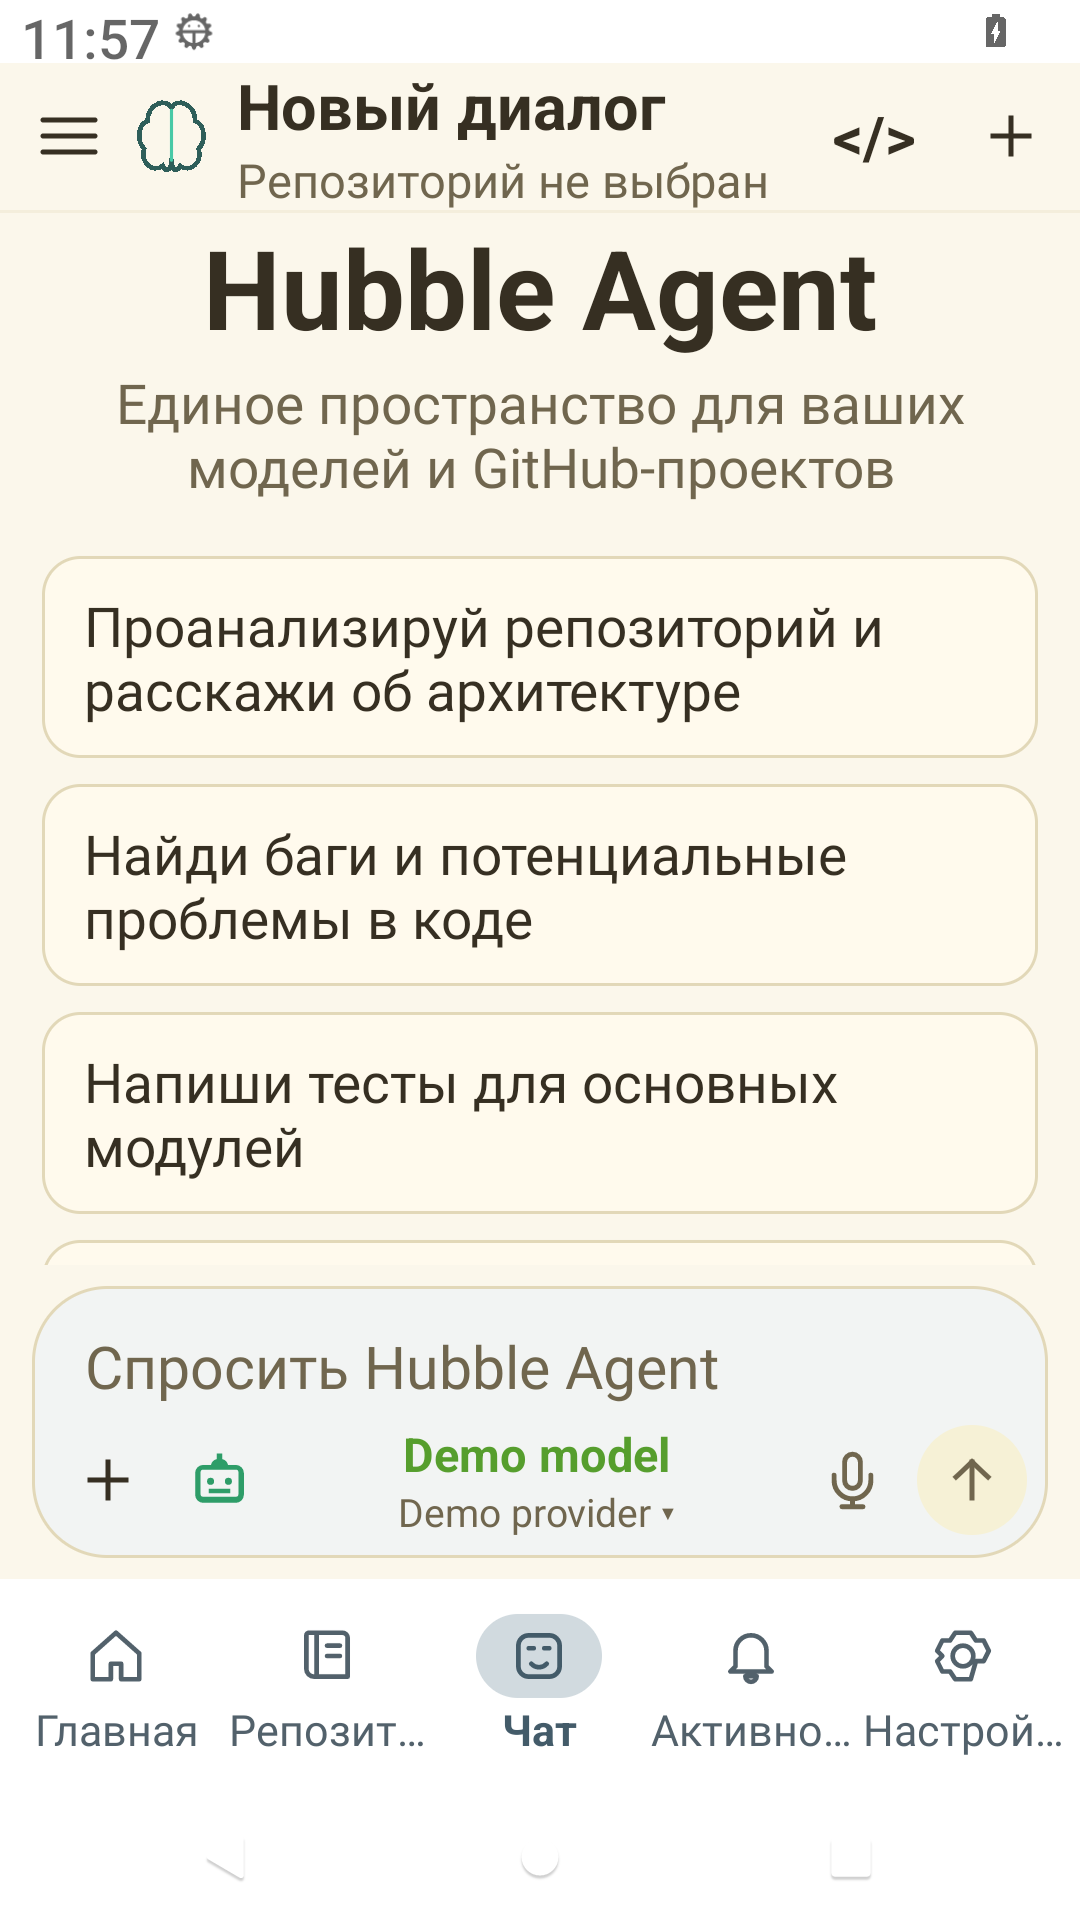 11:57
Новый диалог
Репозиторий не выбран
</>
Hubble Agent
Единое пространство для ваших
моделей и GitHub-проектов
Проанализируй репозиторий и
расскажи об архитектуре
Найди баги и потенциальные
проблемы в коде
Напиши тесты для основных
модулей
Спросить Hubble Agent
Demo model
Demo provider ▾
Главная
Репозит...
Чат
Активно...
Настрой...